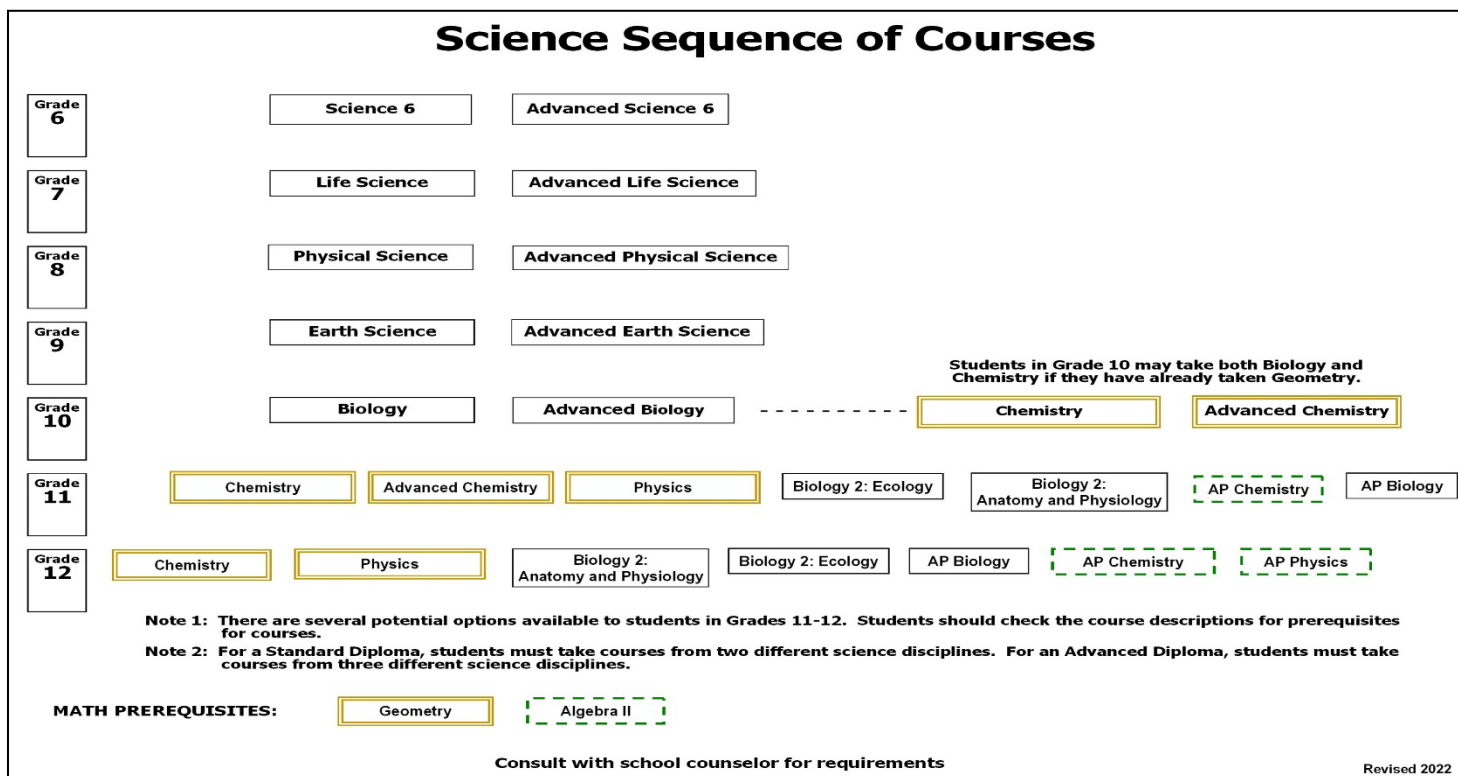 Science Sequence of Courses
Grade
6
Science 6
Advanced Science 6
Grade
7
Life Science
Advanced Life Science
Grade
8
Physical Science
Advanced Physical Science
Grade
9
Earth Science
Advanced Earth Science
Students in Grade 10 may take both Biology and
Chemistry if they have already taken Geometry.
Grade
10
Biology
Advanced Biology
Chemistry
Advanced Chemistry
Grade
11
Chemistry
Advanced Chemistry
Physics
Biology 2: Ecology
Biology 2:
Anatomy and Physiology
AP Chemistry
AP Biology
Grade
12
Chemistry
Physics
Biology 2:
Anatomy and Physiology
Biology 2: Ecology
AP Biology
AP Chemistry
AP Physics
Note 1: There are several potential options available to students in Grades 11-12. Students should check the course descriptions for prerequisites
for courses.
Note 2: For a Standard Diploma, students must take courses from two different science disciplines. For an Advanced Diploma, students must take
courses from three different science disciplines.
MATH PREREQUISITES:
Geometry
Algebra II
Consult with school counselor for requirements
Revised 2022